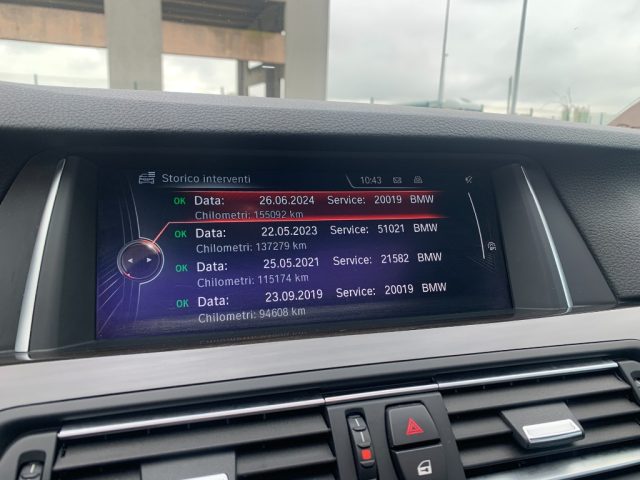 Storico interventi 10:43
OK Data: 26.06.2024 Service: 20019 BMW
Chilometri: 155092 km
OK Data: 22.05.2023 Service: 51021 BMW
Chilometri: 137279 km
OK Data: 25.05.2021 Service: 21582 BMW
Chilometri: 115174 km
OK Data: 23.09.2019 Service: 20019 BMW
Chilometri: 94608 km